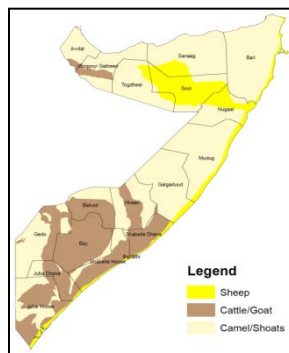 Awdal
Woqooyi Galbeed
Sanaag
Bari
Togdheer
Sool
Nugaal
Mudug
Galgaduud
Hiraan
Bakool
Gedo
Bay
Shabelle Dhexe
Banadir
Shabelle Hoose
Juba Dhexe
Juba Hoose
Legend
Sheep
Cattle/Goat
Camel/Shoats